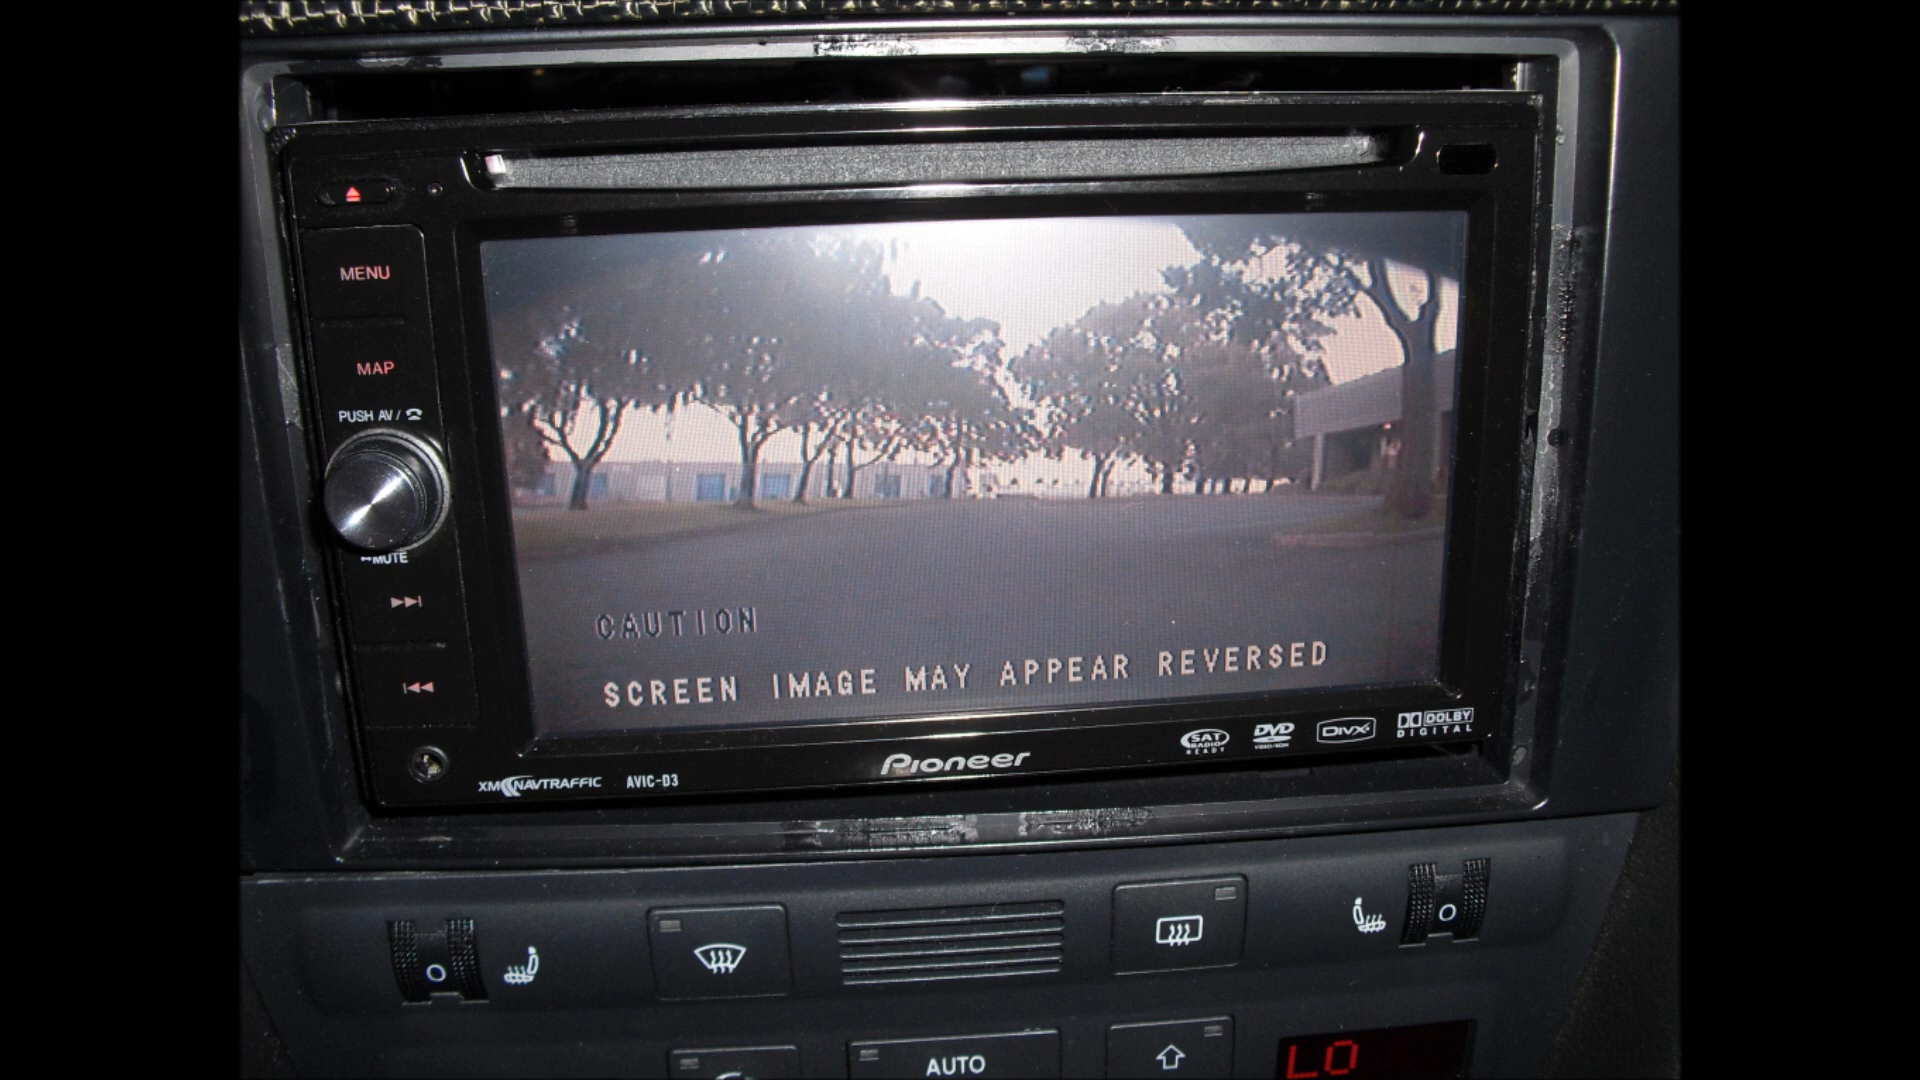 MENU
MAP
PUSH AV /
MUTE
CAUTION
SCREEN IMAGE MAY APPEAR REVERSED
XM NAVTRAFFIC AVIC-D3
Pioneer
SAT RADIO READY
DVD VIDEO/ROM
DIVX
DOLBY DIGITAL
O
O
AUTO
LO